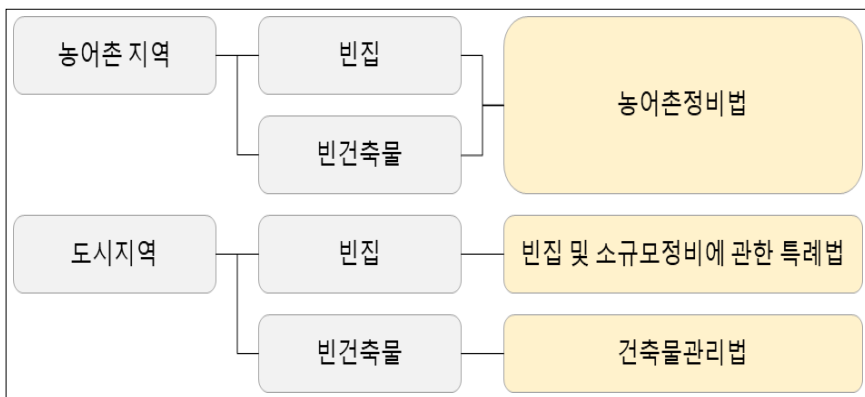 농어촌 지역
빈집
농어촌정비법
빈건축물
도시지역
빈집
빈집 및 소규모정비에 관한 특례법
빈건축물
건축물관리법